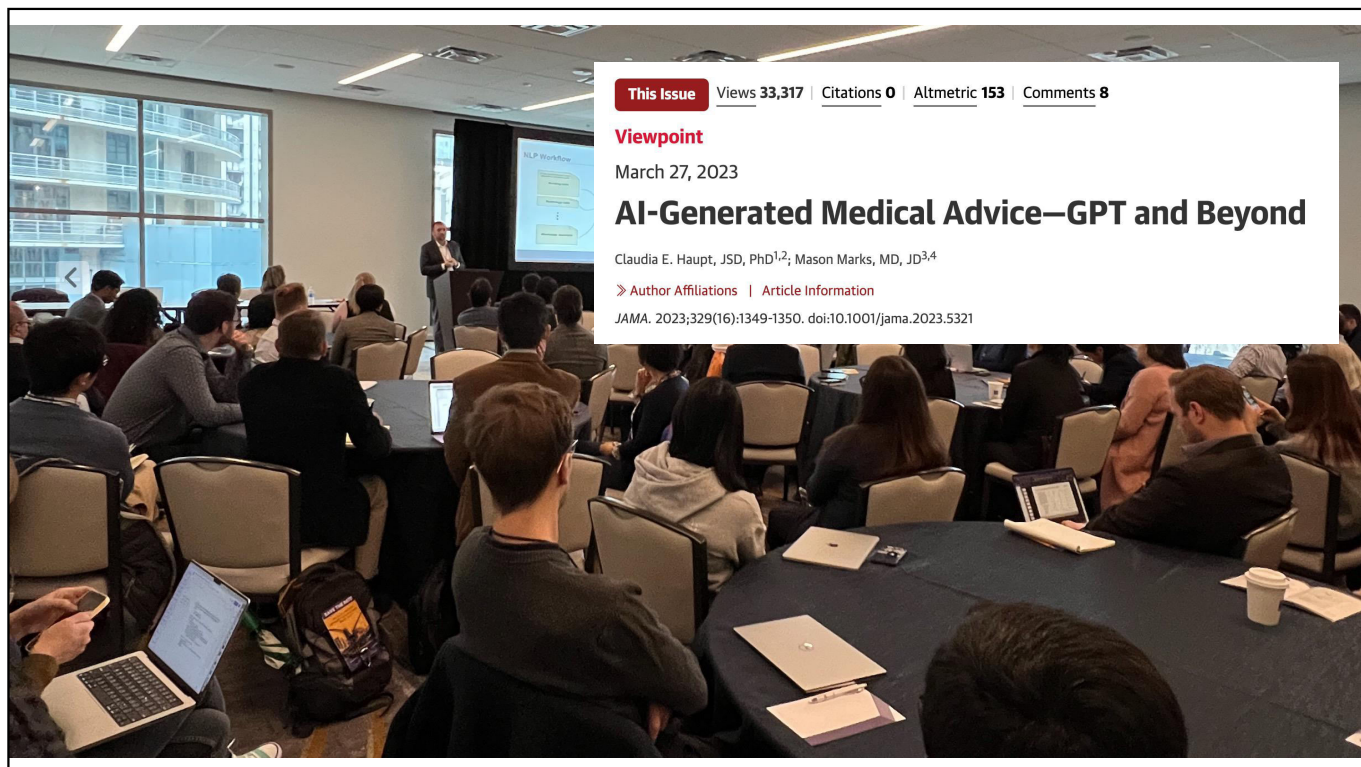 This Issue Views 33,317 | Citations 0 | Altmetric 153 | Comments 8
Viewpoint
March 27, 2023
AI-Generated Medical Advice—GPT and Beyond
Claudia E. Haupt, JSD, PhD1,2; Mason Marks, MD, JD3,4
» Author Affiliations | Article Information
JAMA. 2023;329(16):1349-1350. doi:10.1001/jama.2023.5321
NLP Workflow